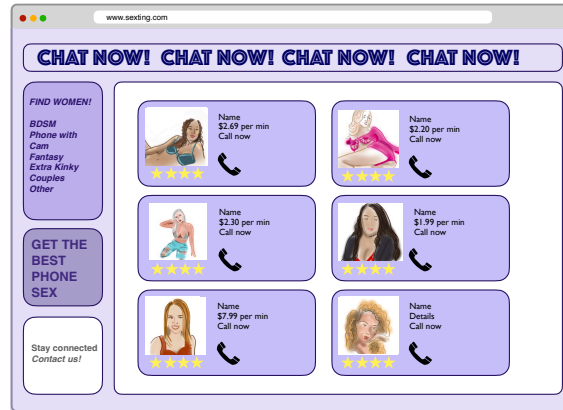 www.sexting.com
CHAT NOW! CHAT NOW! CHAT NOW! CHAT NOW!
FIND WOMEN!
BDSM
Phone with
Cam
Fantasy
Extra Kinky
Couples
Other
GET THE
BEST
PHONE
SEX
Stay connected
Contact us!
Name
$2.69 per min
Call now
Name
$2.20 per min
Call now
Name
$2.30 per min
Call now
Name
$1.99 per min
Call now
Name
$7.99 per min
Call now
Name
Details
Call now